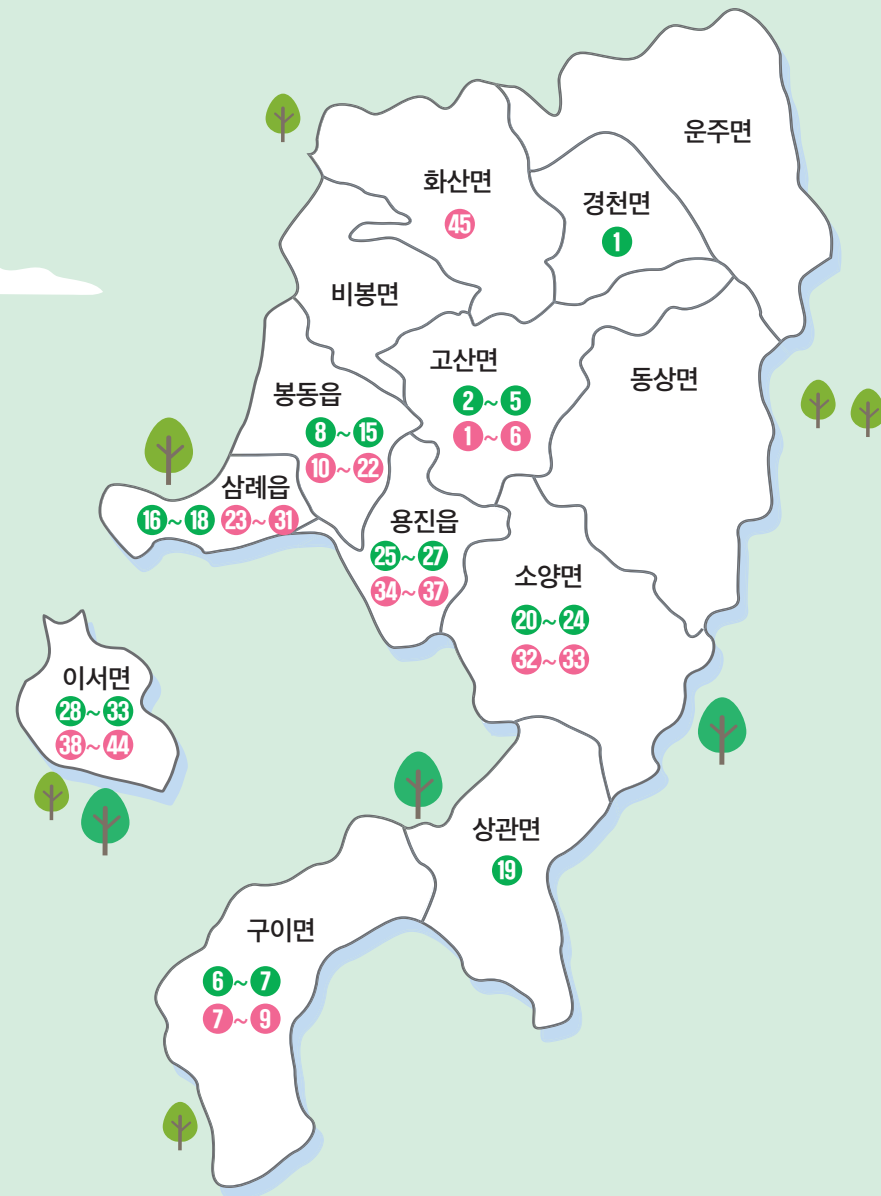 운주면
화산면
45
경천면
1
비봉면
고산면
2~5
1~6
동상면
봉동읍
8~15
10~22
삼례읍
16~18 23~31
용진읍
25~27
34~37
소양면
20~24
32~33
이서면
28~33
38~44
상관면
19
구이면
6~7
7~9